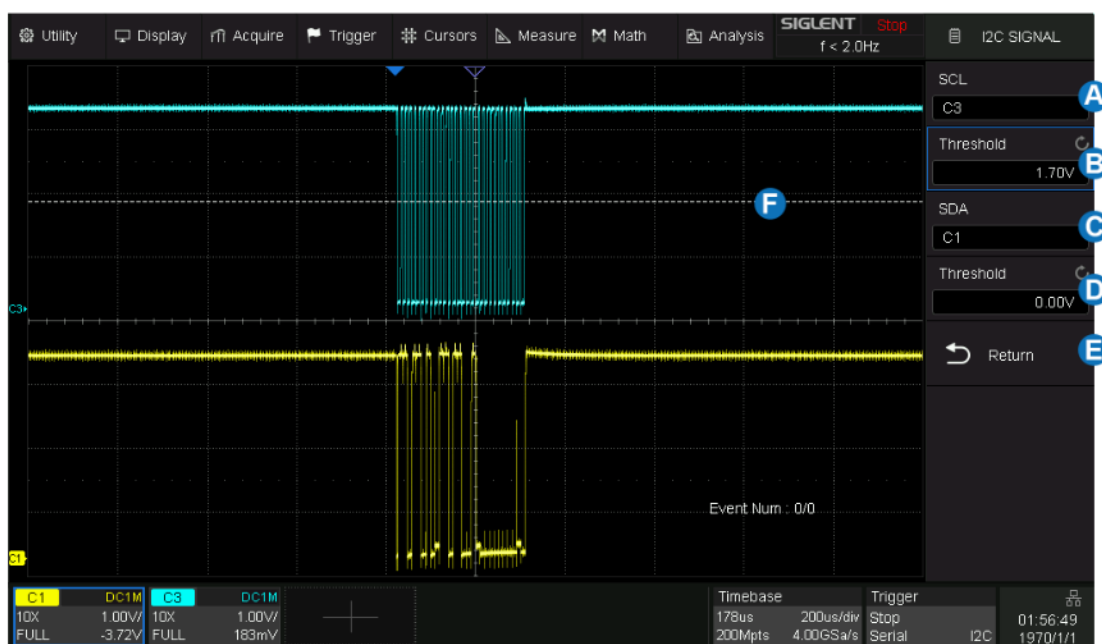 Utility Display Acquire Trigger Cursors Measure Math Analysis
SIGLENT Stop
f < 2.0Hz
I2C SIGNAL
SCL
C3
A
Threshold
1.70V
B
F
SDA
C1
C
Threshold
0.00V
D
Return
E
C3
Event Num : 0/0
C1
C1 DC1M
10X 1.00V/
FULL -3.72V
C3 DC1M
10X 1.00V/
FULL 183mV
Timebase
178us 200us/div
200Mpts 4.00GSa/s
Trigger
Stop
Serial I2C
01:56:49
1970/1/1